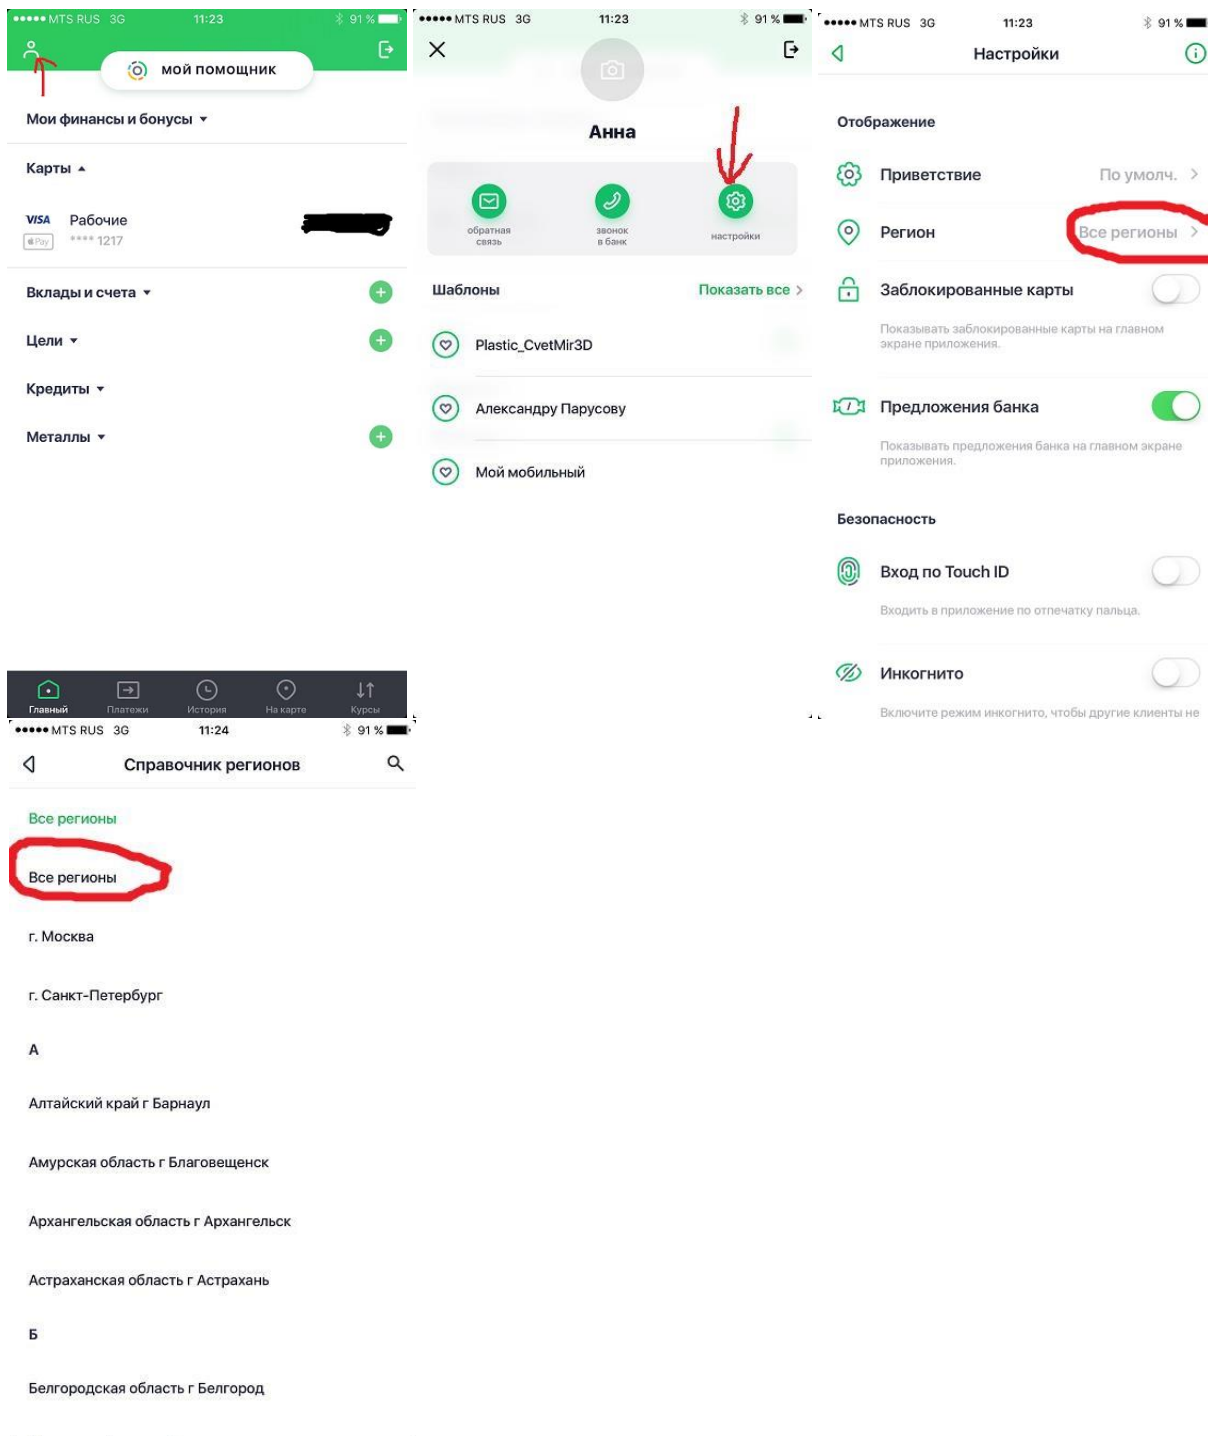 MTS RUS 3G 11:23 91 %
мой помощник
Мои финансы и бонусы
Карты
VISA Рабочие
Pay **** 1217
Вклады и счета
Цели
Кредиты
Металлы
Главный Платежи История На карте Курсы
MTS RUS 3G 11:23 91 %
Анна
обратная
связь
звонок
в банк
настройки
Шаблоны Показать все
Plastic_CvetMir3D
Александру Парусову
Мой мобильный
MTS RUS 3G 11:23 91 %
Настройки
Отображение
Приветствие По умолч.
Регион Все регионы
Заблокированные карты
Показывать заблокированные карты на главном
экране приложения.
Предложения банка
Показывать предложения банка на главном экране
приложения.
Безопасность
Вход по Touch ID
Входить в приложение по отпечатку пальца.
Инкогнито
Включите режим инкогнито, чтобы другие клиенты не
MTS RUS 3G 11:24 91 %
Справочник регионов
Все регионы
Все регионы
г. Москва
г. Санкт-Петербург
А
Алтайский край г Барнаул
Амурская область г Благовещенск
Архангельская область г Архангельск
Астраханская область г Астрахань
Б
Белгородская область г Белгород